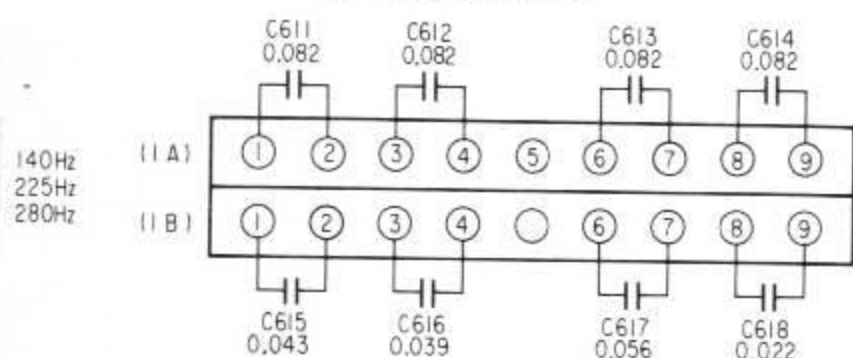 C611 C612 C613 C614
0.082 0.082 0.082 0.082
140Hz (1A) 1 2 3 4 5 6 7 8 9
225Hz
280Hz (1B) 1 2 3 4 6 7 8 9
C615 C616 C617 C618
0.043 0.039 0.056 0.022